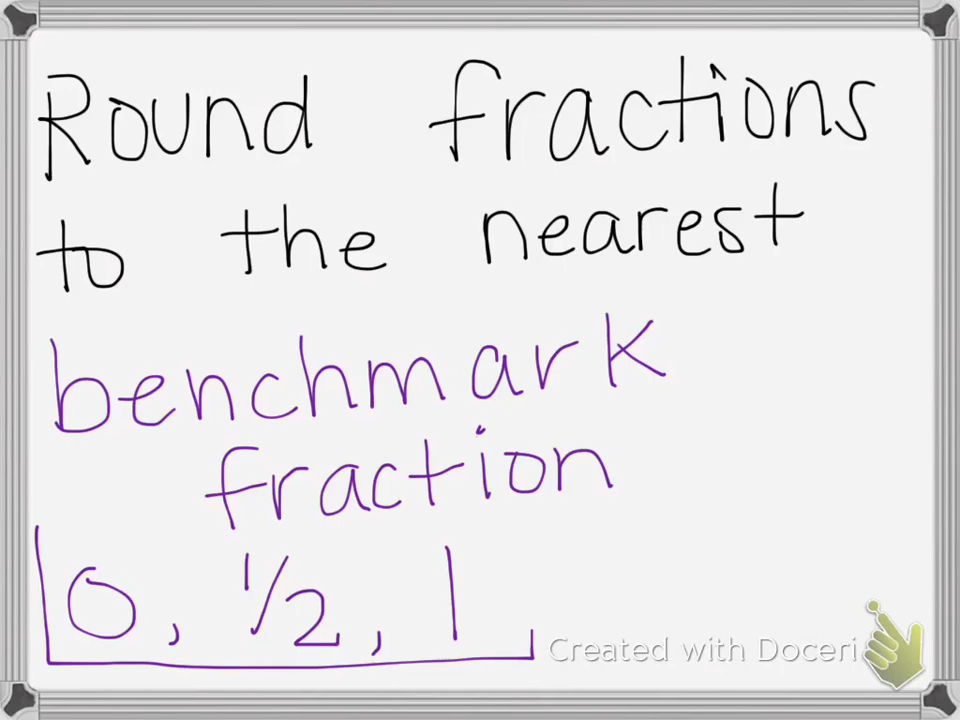 Round fractions
to the nearest
benchmark
fraction
0, 1/2, 1
Created with Doceri